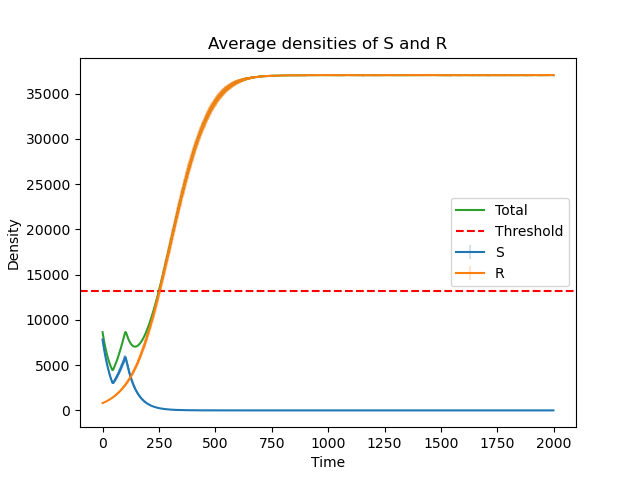 Average densities of S and R
Density
35000
30000
25000
20000
15000
10000
5000
0
Total
Threshold
S
R
0 250 500 750 1000 1250 1500 1750 2000
Time